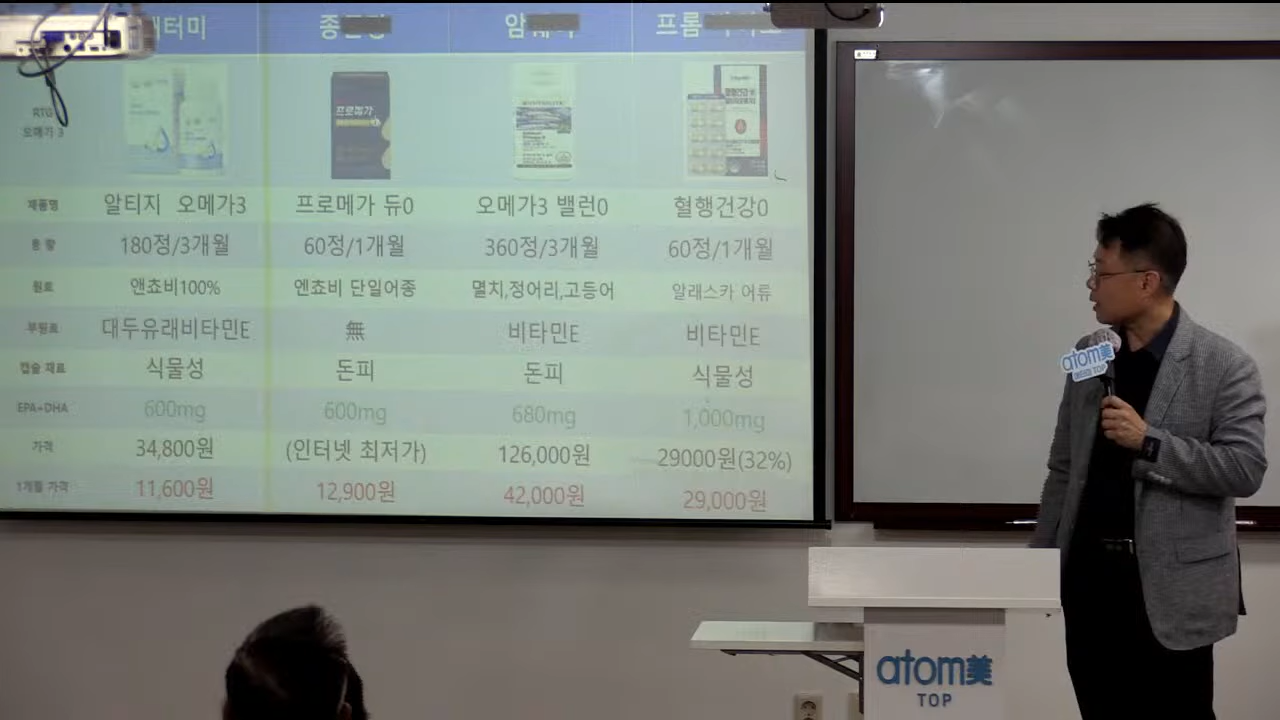 암
프롬
RTG
오메가 3
프로메가
제품명 알티지 오메가3 프로메가 듀0 오메가3 밸런0 혈행건강0
용 량 180정/3개월 60정/1개월 360정/3개월 60정/1개월
원료 앤쵸비100% 엔쵸비 단일어종 멸치,정어리,고등어 알래스카 어류
부원료 대두유래비타민E 無 비타민E 비타민E
캡슐 재료 식물성 돈피 돈피 식물성
EPA+DHA 600mg 600mg 680mg 1,000mg
가격 34,800원 (인터넷 최저가) 126,000원 29000원(32%)
1개월 가격 11,600원 12,900원 42,000원 29,000원
atom美
TOP
atom美
TOP